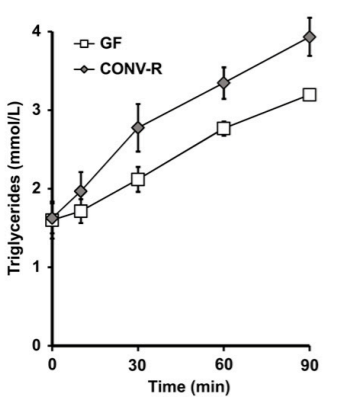 4
GF
CONV-R
3
2
1
0
Triglycerides (mmol/L)
0 30 60 90
Time (min)